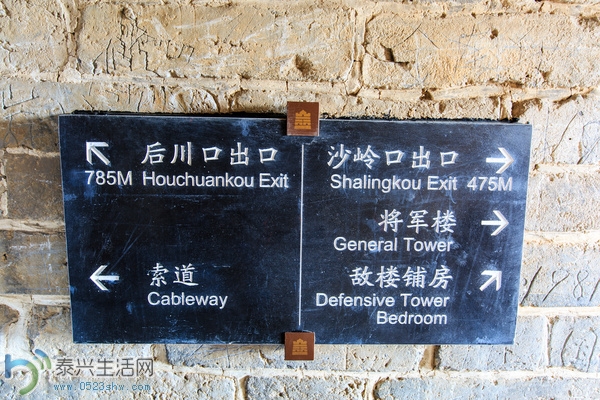 后川口出口
785M Houchuankou Exit
索道
Cableway
沙岭口出口
Shalingkou Exit 475M
将军楼
General Tower
敌楼铺房
Defensive Tower
Bedroom
泰兴生活网
www.0523shw.com